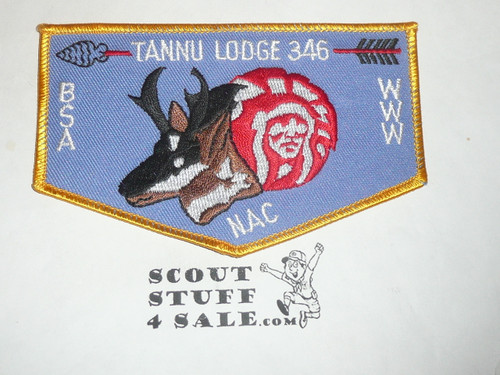 TANNU LODGE 346
BSA
WWW
NAC
SCOUT
STUFF
4 SALE.com